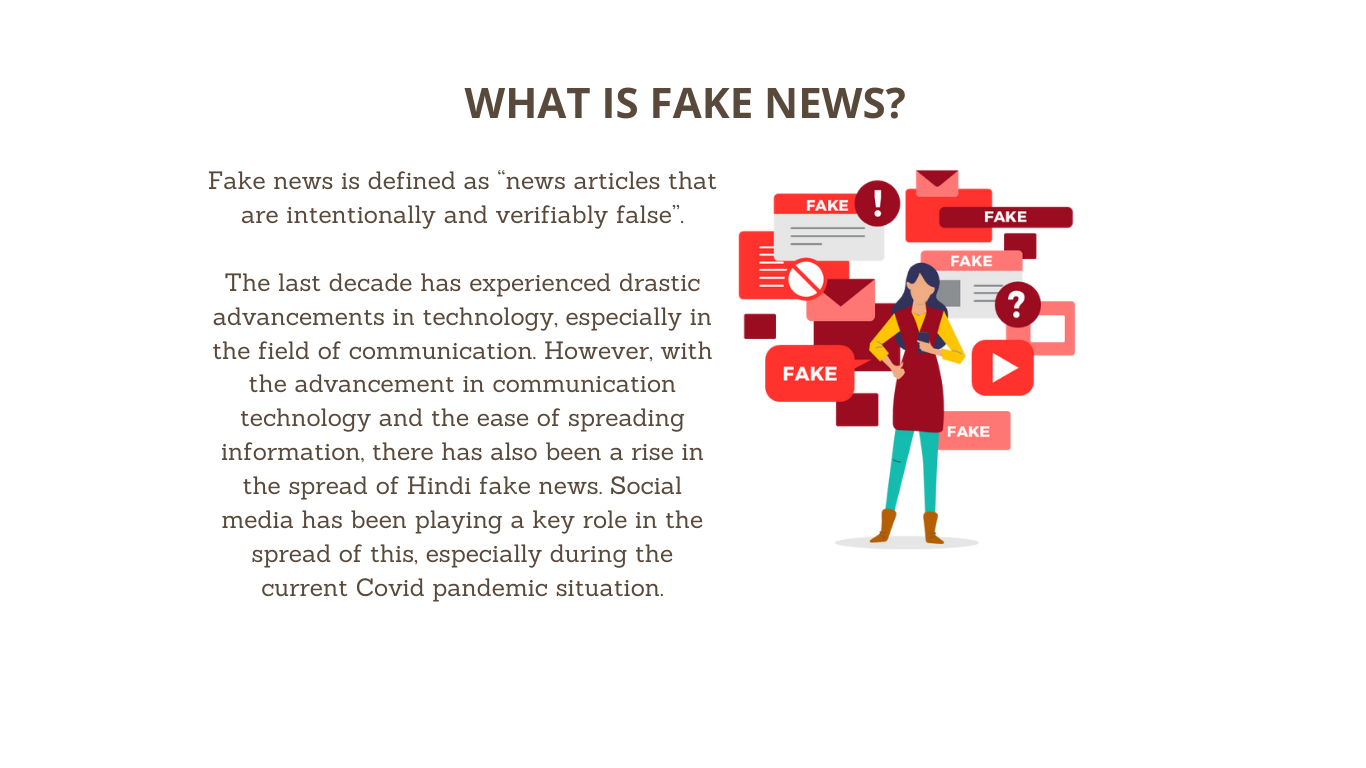 WHAT IS FAKE NEWS?
Fake news is defined as “news articles that
are intentionally and verifiably false”.
The last decade has experienced drastic
advancements in technology, especially in
the field of communication. However, with
the advancement in communication
technology and the ease of spreading
information, there has also been a rise in
the spread of Hindi fake news. Social
media has been playing a key role in the
spread of this, especially during the
current Covid pandemic situation.
FAKE
!
FAKE
FAKE
?
FAKE
FAKE